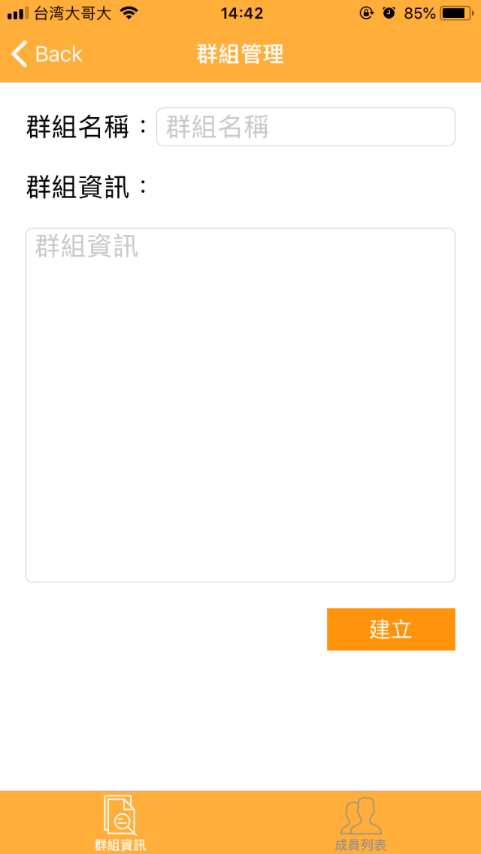 台湾大哥大 14:42 85%
Back 群組管理
群組名稱： 群組名稱
群組資訊：
群組資訊
建立
群組資訊 成員列表